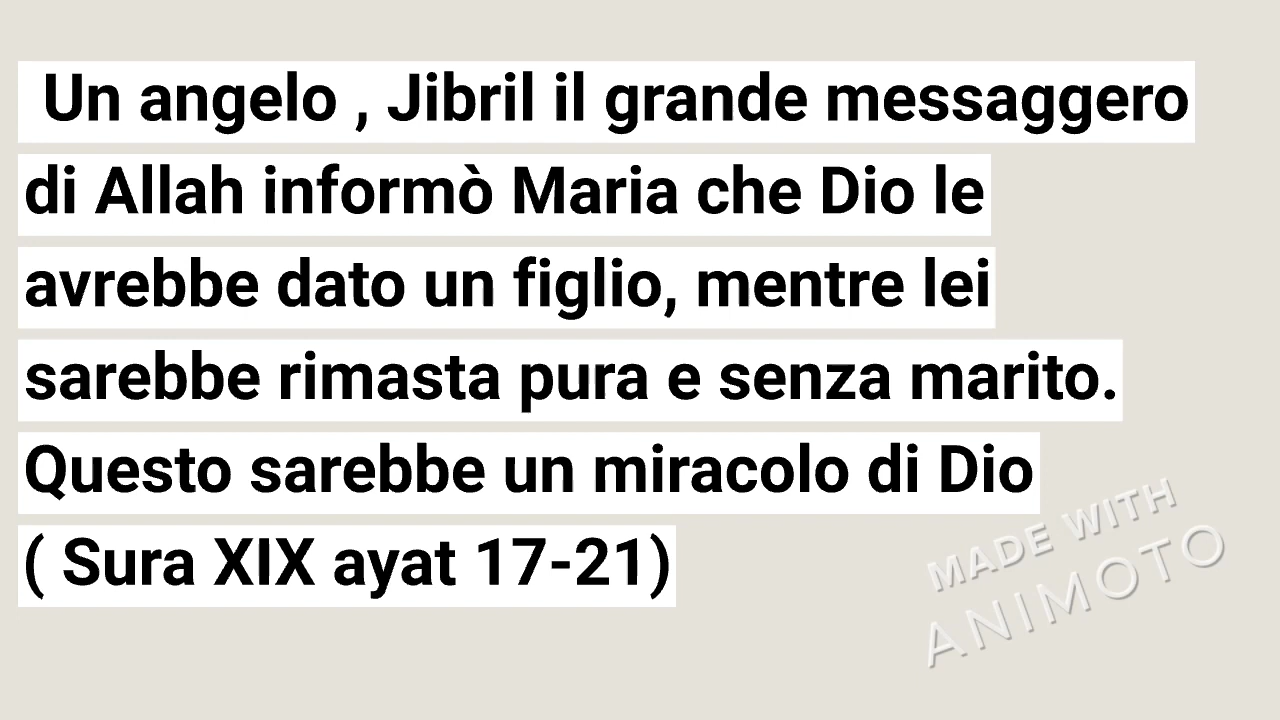 Un angelo , Jibril il grande messaggero
di Allah informò Maria che Dio le
avrebbe dato un figlio, mentre lei
sarebbe rimasta pura e senza marito.
Questo sarebbe un miracolo di Dio
( Sura XIX ayat 17-21)
MADE WITH
ANIMOTO